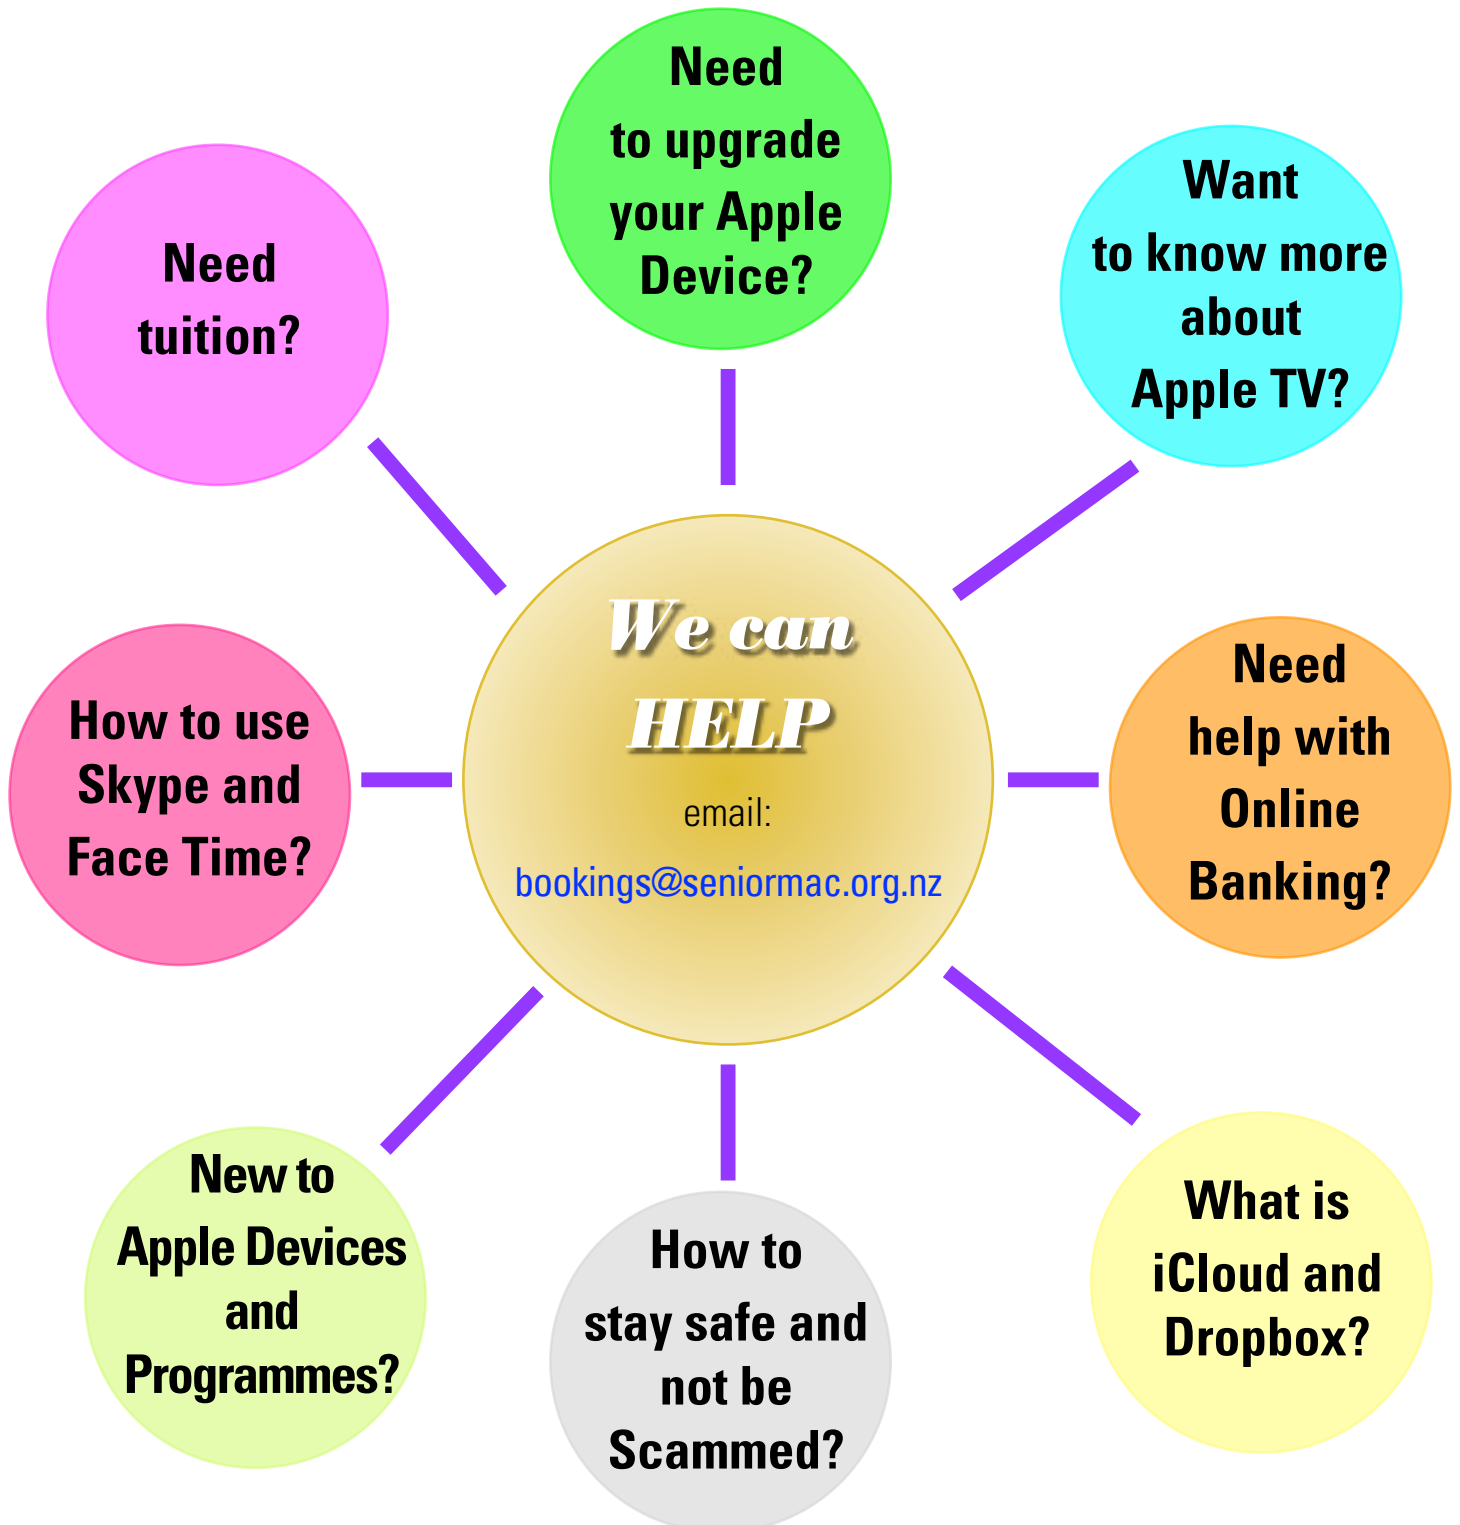 Need
to upgrade
your Apple
Device?
Want
to know more
about
Apple TV?
Need
help with
Online
Banking?
What is
iCloud and
Dropbox?
How to
stay safe and
not be
Scammed?
New to
Apple Devices
and
Programmes?
How to use
Skype and
Face Time?
Need
tuition?
We can
HELP
email:
bookings@seniormac.org.nz